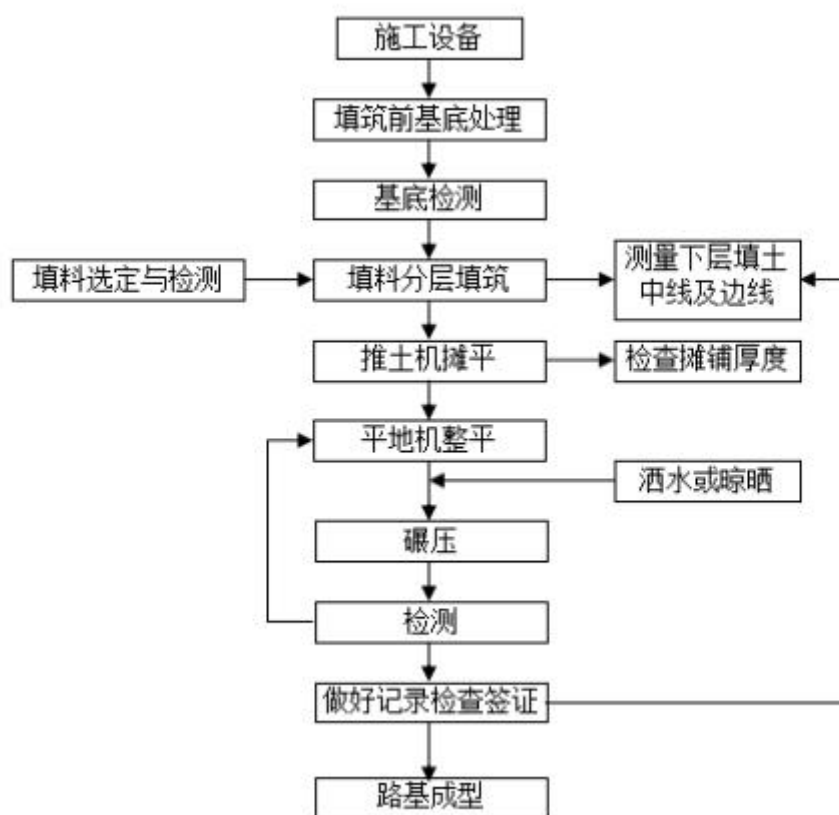 施工设备
填筑前基底处理
基底检测
填料选定与检测
填料分层填筑
测量下层填土
中线及边线
推土机摊平
检查摊铺厚度
平地机整平
洒水或晾晒
碾压
检测
做好记录检查签证
路基成型